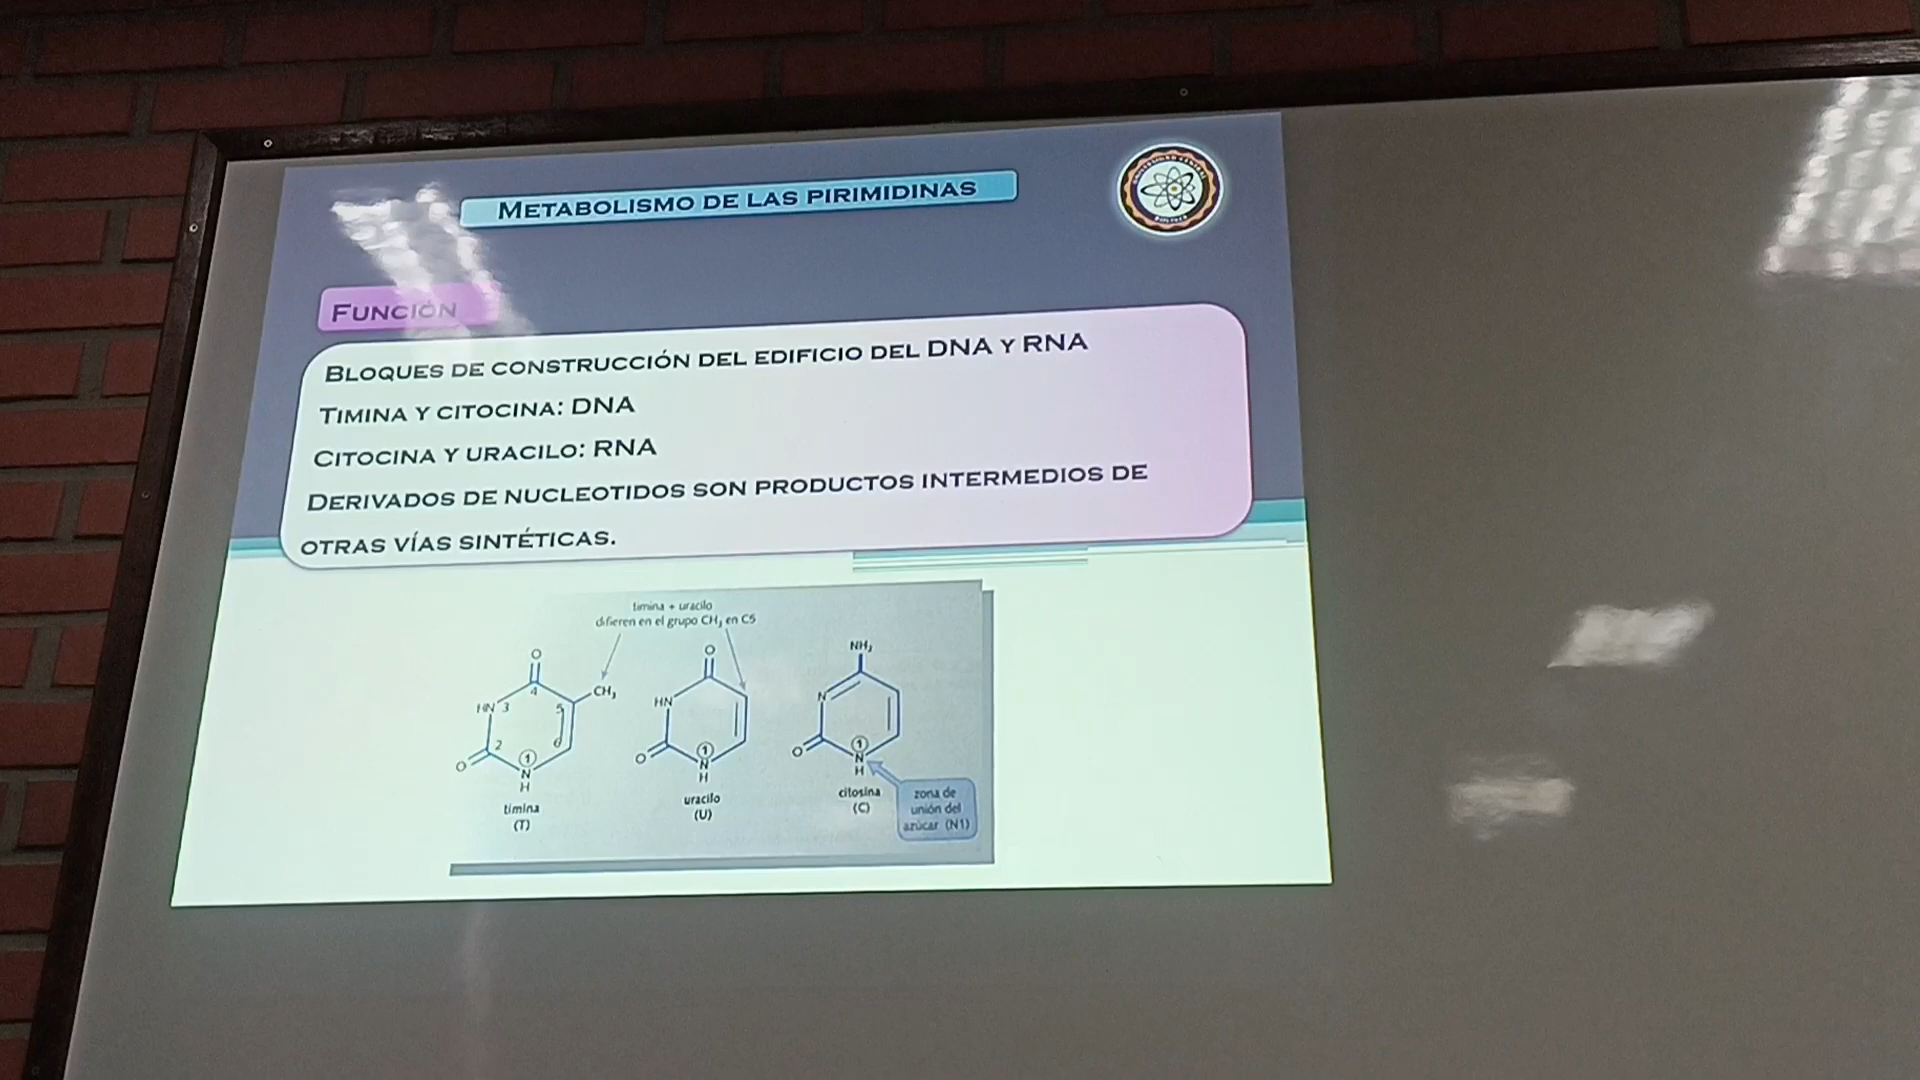 METABOLISMO DE LAS PIRIMIDINAS
UNIVERSIDAD CENTRAL
BOLIVIA
FUNCIÓN
BLOQUES DE CONSTRUCCIÓN DEL EDIFICIO DEL DNA Y RNA
TIMINA Y CITOCINA: DNA
CITOCINA Y URACILO: RNA
DERIVADOS DE NUCLEOTIDOS SON PRODUCTOS INTERMEDIOS DE
OTRAS VÍAS SINTÉTICAS.
timina + uracilo
difieren en el grupo CH₃ en C5
O
4
CH₃
HN 3
5
2
6
O
1
N
H
timina
(T)
O
HN
O
1
N
H
uracilo
(U)
NH₂
N
O
1
N
H
citosina
(C)
zona de
unión del
azúcar (N1)